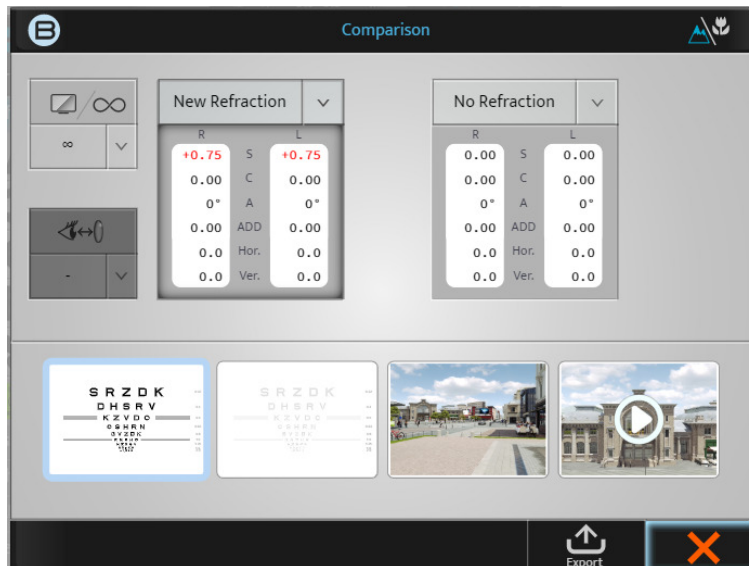 B
Comparison
New Refraction
R L
+0.75 S +0.75
0.00 C 0.00
0° A 0°
0.00 ADD 0.00
0.0 Hor. 0.0
0.0 Ver. 0.0
No Refraction
R L
0.00 S 0.00
0.00 C 0.00
0° A 0°
0.00 ADD 0.00
0.0 Hor. 0.0
0.0 Ver. 0.0
∞
∞
-
S R Z D K
D H S R V
K Z V D C
S R Z D K
D H S R V
Export